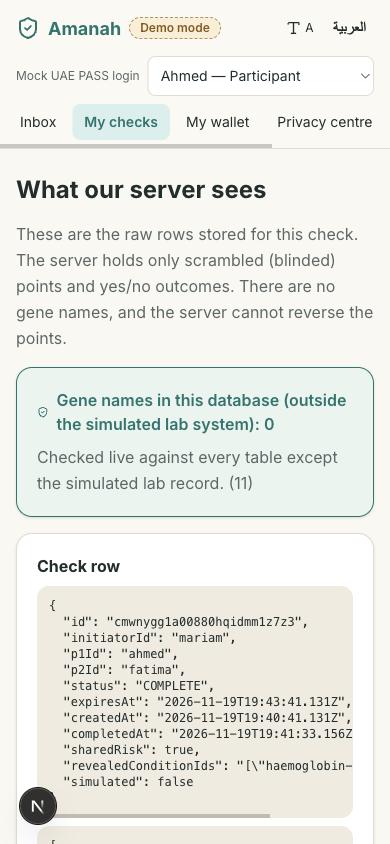 Amanah Demo mode A العربية
Mock UAE PASS login Ahmed — Participant
Inbox My checks My wallet Privacy centre
What our server sees
These are the raw rows stored for this check.
The server holds only scrambled (blinded)
points and yes/no outcomes. There are no
gene names, and the server cannot reverse the
points.
Gene names in this database (outside
the simulated lab system): 0
Checked live against every table except
the simulated lab record. (11)
Check row
{
"id": "cmwnygg1a00880hqidmm1z7z3",
"initiatorId": "mariam",
"p1Id": "ahmed",
"p2Id": "fatima",
"status": "COMPLETE",
"expiresAt": "2026-11-19T19:43:41.131Z",
"createdAt": "2026-11-19T19:40:41.131Z",
"completedAt": "2026-11-19T19:41:33.156Z
"sharedRisk": true,
"revealedConditionIds": "[\"haemoglobin-
"simulated": false
N
{